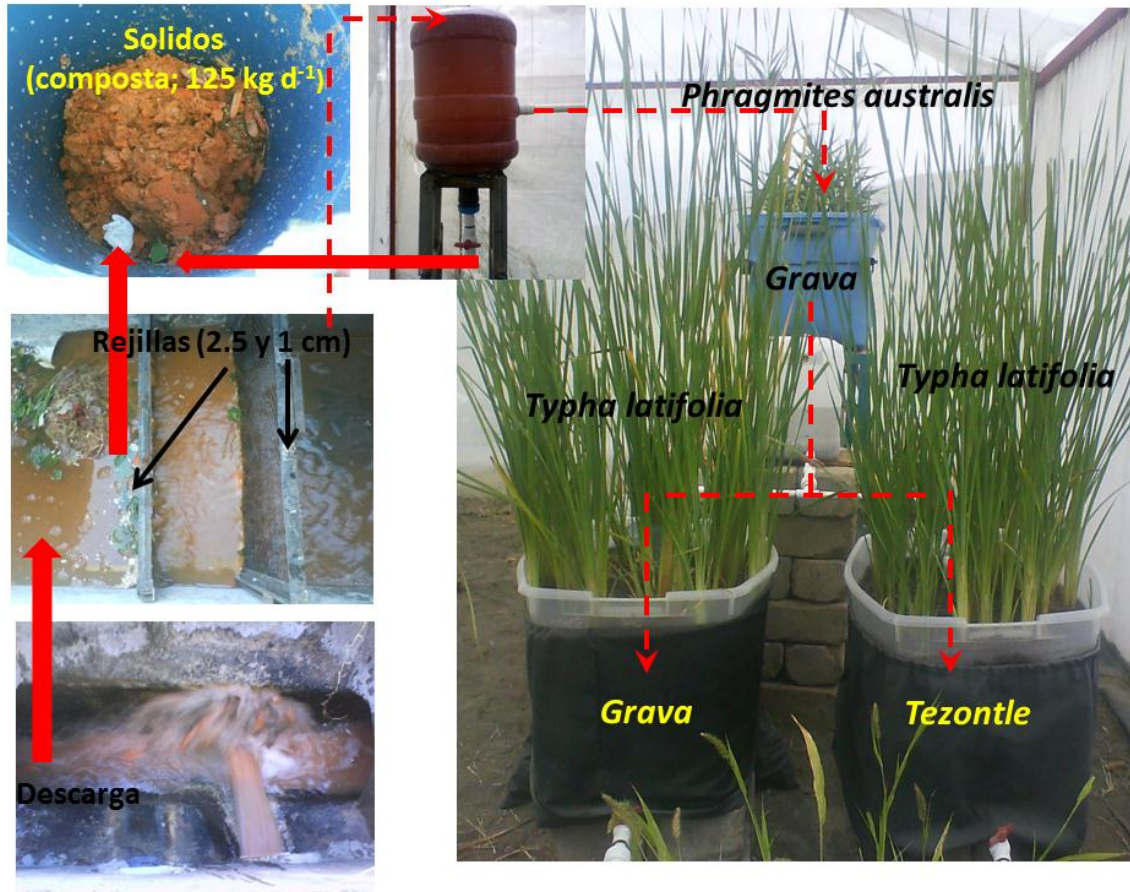 Solidos
(composta; 125 kg d-1)
Phragmites australis
Grava
Rejillas (2.5 y 1 cm)
Typha latifolia
Typha latifolia
Grava
Tezontle
Descarga